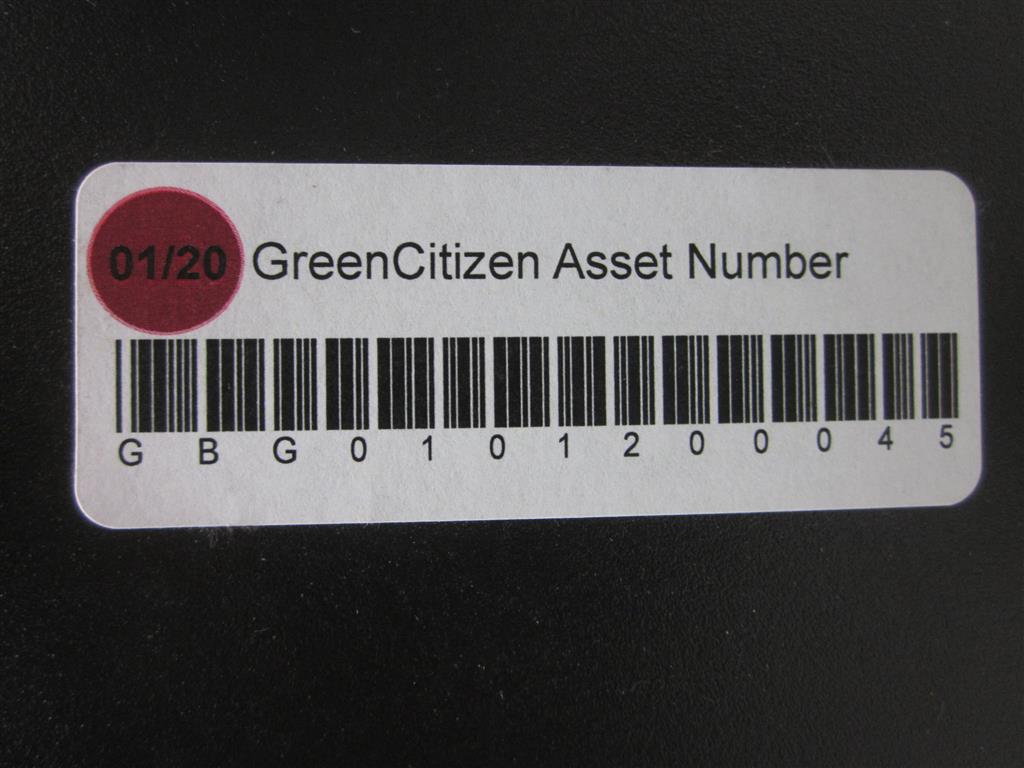 01/20 GreenCitizen Asset Number
G B G 0 1 0 1 2 0 0 0 4 5